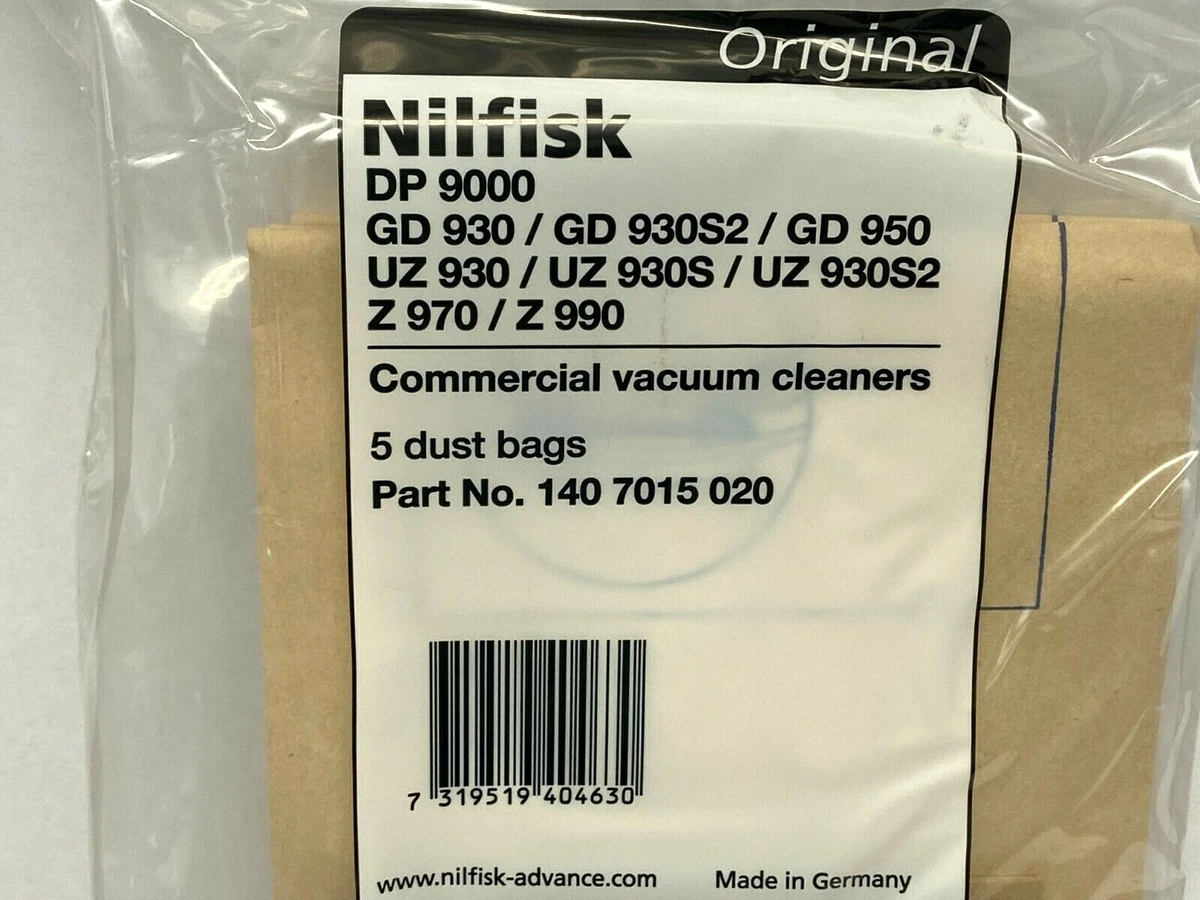 Original
Nilfisk
DP 9000
GD 930 / GD 930S2 / GD 950
UZ 930 / UZ 930S / UZ 930S2
Z 970 / Z 990
Commercial vacuum cleaners
5 dust bags
Part No. 140 7015 020
7 319519 404630
www.nilfisk-advance.com Made in Germany